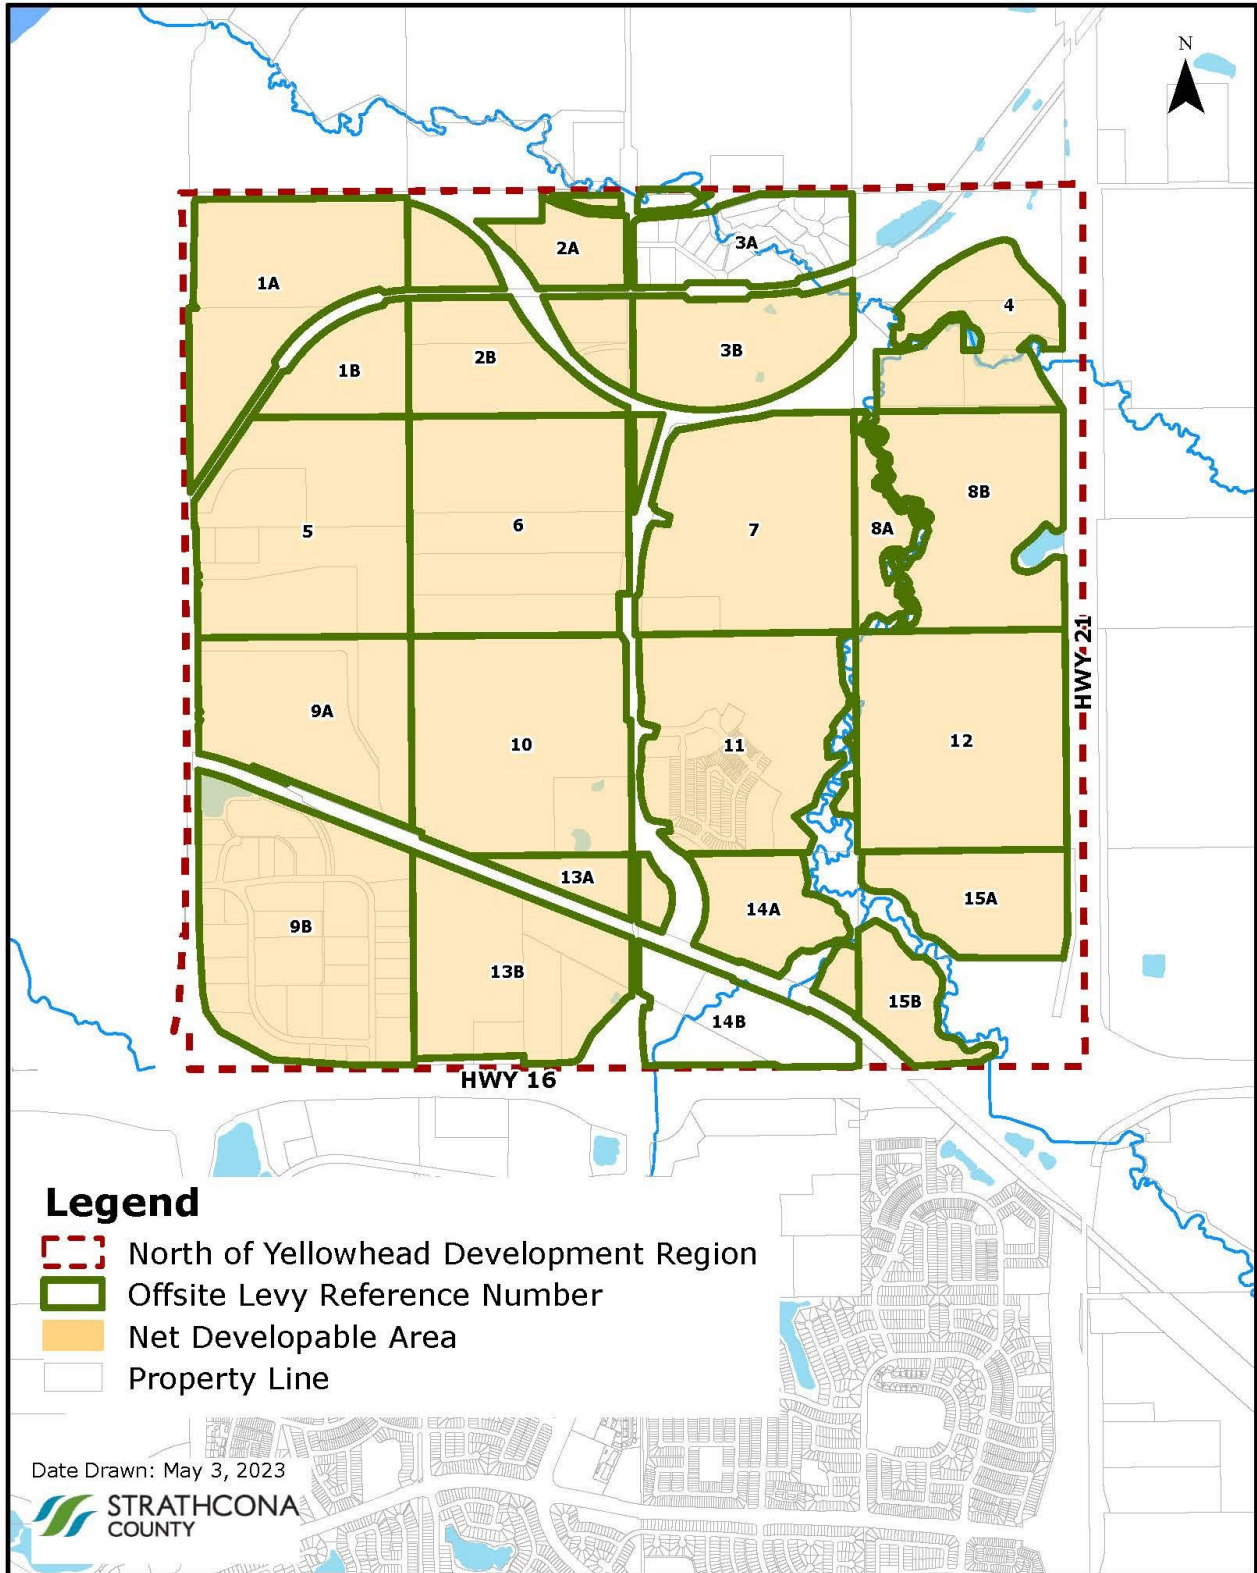 N
3A
2A
1A
4
3B
2B
1B
8B
6
7
8A
5
HWY 21
9A
12
10
11
13A
15A
14A
9B
13B
15B
14B
HWY 16
Legend
North of Yellowhead Development Region
Offsite Levy Reference Number
Net Developable Area
Property Line
Date Drawn: May 3, 2023
STRATHCONA
COUNTY